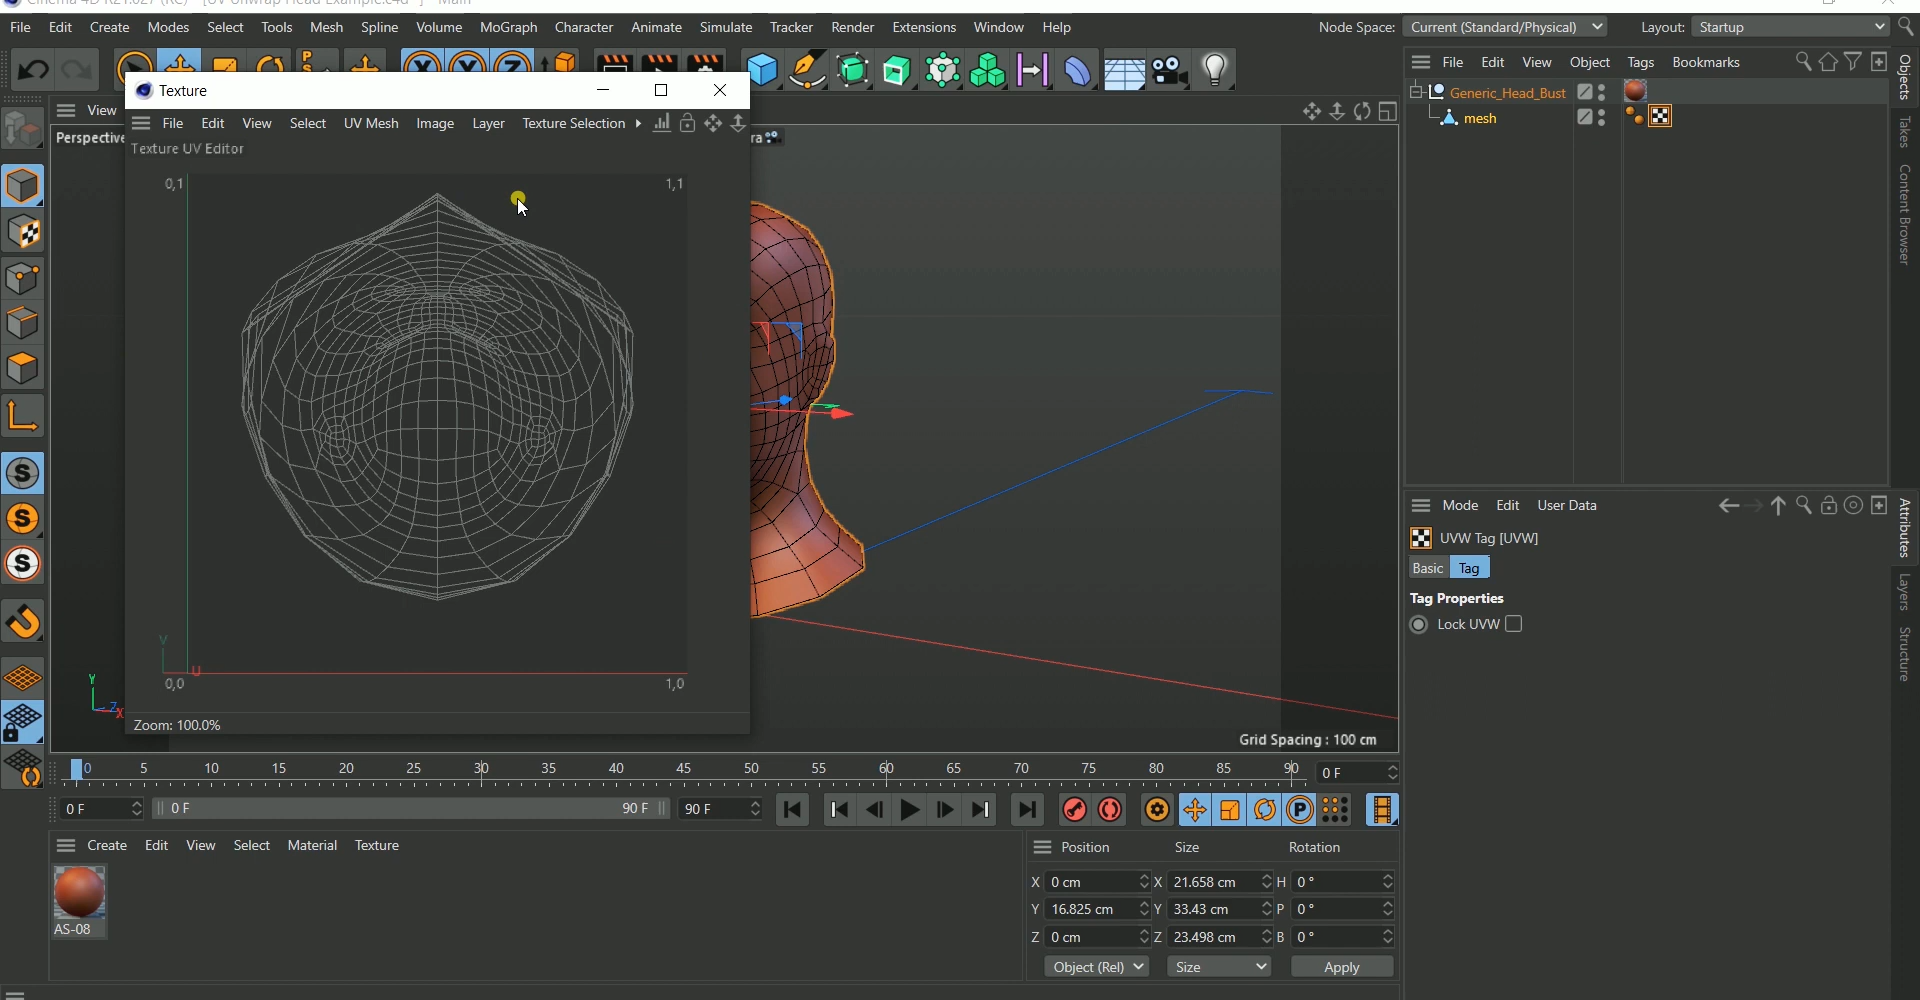 File Edit Create Modes Select Tools Mesh Spline Volume MoGraph Character Animate Simulate Tracker Render Extensions Window Help Node Space: Current (Standard/Physical) Layout: Startup
File Edit View Object Tags Bookmarks
Objects
Takes
Content Browser
Generic_Head_Bust
mesh
View
Perspective
Texture
File Edit View Select UV Mesh Image Layer Texture Selection
Texture UV Editor
0,1 1,1
V
U
0,0 1,0
Zoom: 100.0%
Y
Z
X
Grid Spacing : 100 cm
Mode Edit User Data
Attributes
Layers
Structure
UVW Tag [UVW]
Basic Tag
Tag Properties
Lock UVW
0 5 10 15 20 25 30 35 40 45 50 55 60 65 70 75 80 85 90 0 F
0 F 0 F 90 F 90 F
Create Edit View Select Material Texture
AS-08
Position Size Rotation
X 0 cm X 21.658 cm H 0 °
Y 16.825 cm Y 33.43 cm P 0 °
Z 0 cm Z 23.498 cm B 0 °
Object (Rel) Size Apply